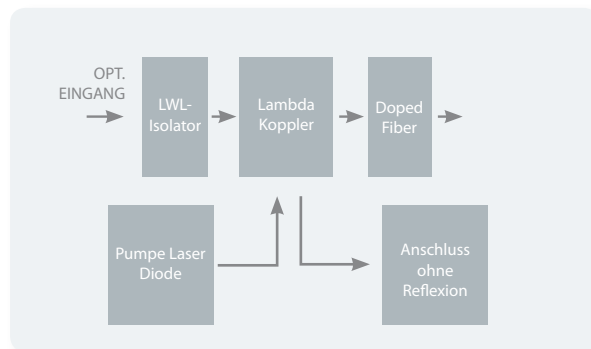 OPT.
EINGANG
LWL-
Isolator
Lambda
Koppler
Doped
Fiber
Pumpe Laser
Diode
Anschluss
ohne
Reflexion